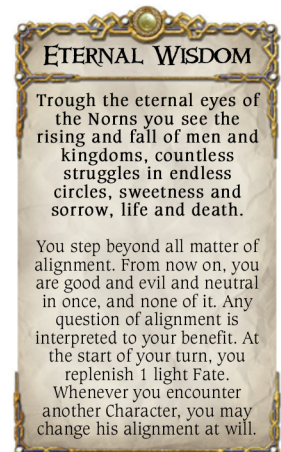 ETERNAL WISDOM
Trough the eternal eyes of
the Norns you see the
rising and fall of men and
kingdoms, countless
struggles in endless
circles, sweetness and
sorrow, life and death.
You step beyond all matter of
alignment. From now on, you
are good and evil and neutral
in once, and none of it. Any
question of alignment is
interpreted to your benefit. At
the start of your turn, you
replenish 1 light Fate.
Whenever you encounter
another Character, you may
change his alignment at will.